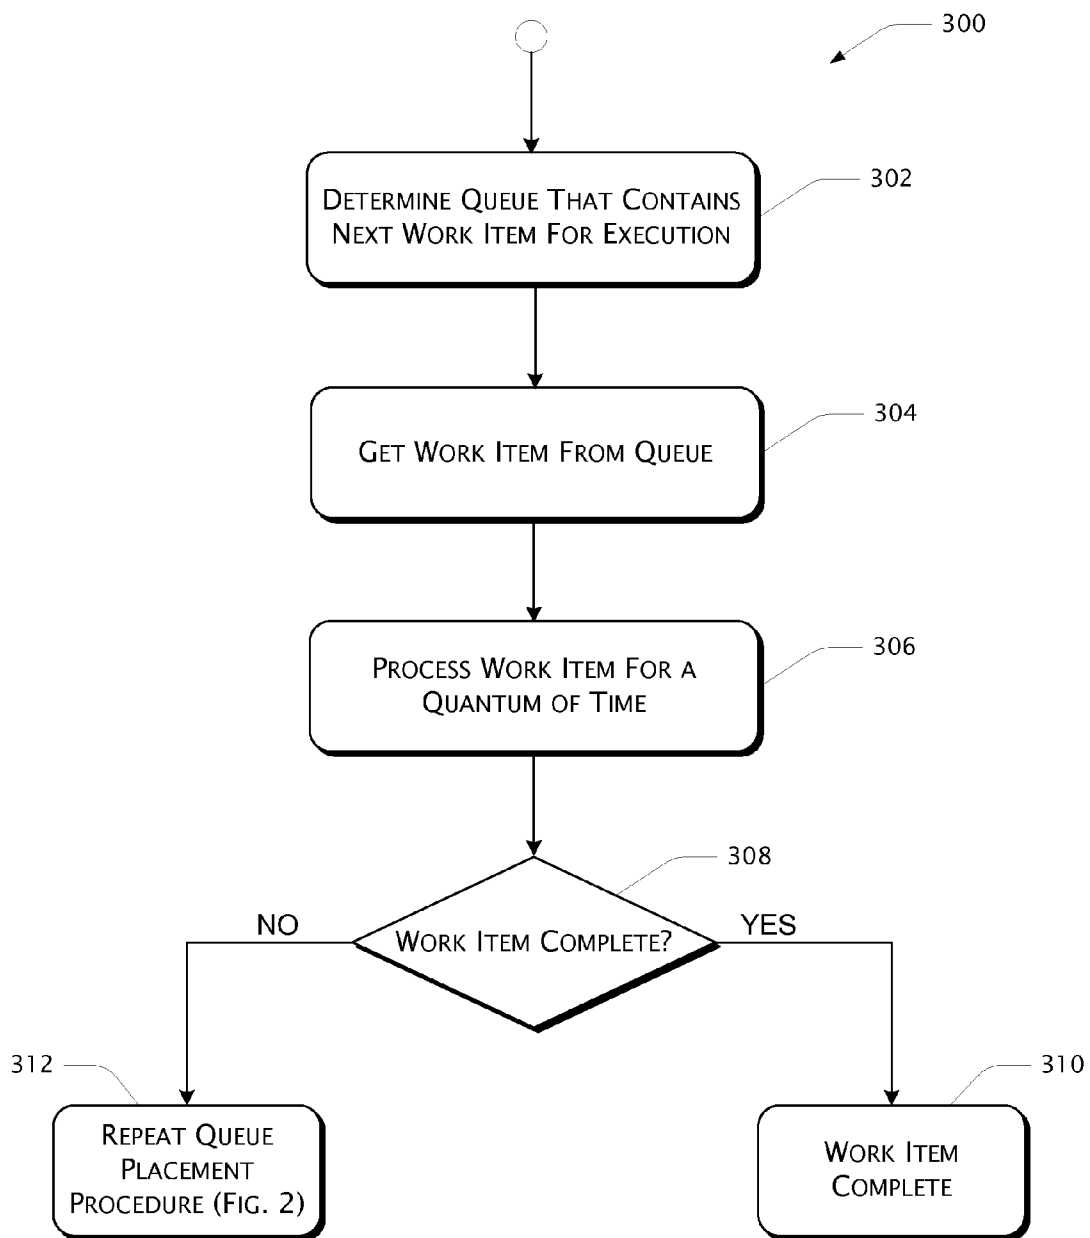 300
DETERMINE QUEUE THAT CONTAINS
NEXT WORK ITEM FOR EXECUTION
302
GET WORK ITEM FROM QUEUE
304
PROCESS WORK ITEM FOR A
QUANTUM OF TIME
306
WORK ITEM COMPLETE?
308
NO
YES
312
REPEAT QUEUE
PLACEMENT
PROCEDURE (FIG. 2)
310
WORK ITEM
COMPLETE